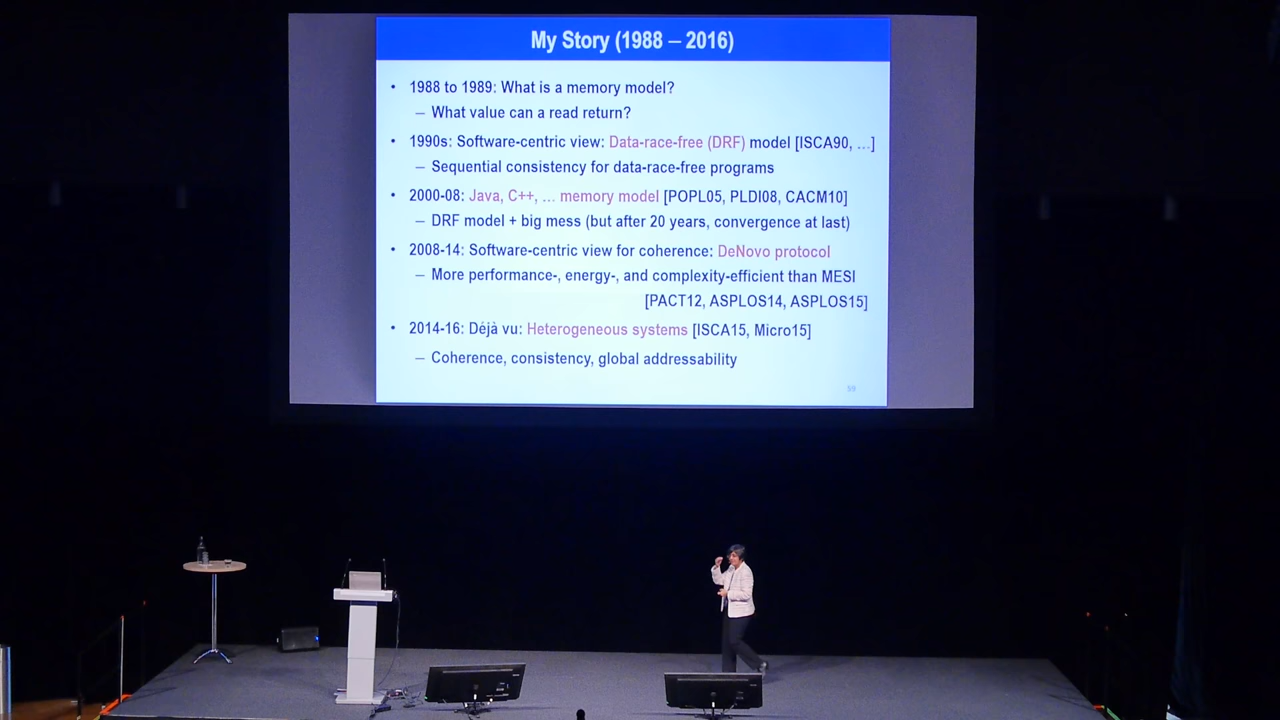 My Story (1988 – 2016)
• 1988 to 1989: What is a memory model?
– What value can a read return?
• 1990s: Software-centric view: Data-race-free (DRF) model [ISCA90, …]
– Sequential consistency for data-race-free programs
• 2000-08: Java, C++, … memory model [POPL05, PLDI08, CACM10]
– DRF model + big mess (but after 20 years, convergence at last)
• 2008-14: Software-centric view for coherence: DeNovo protocol
– More performance-, energy-, and complexity-efficient than MESI
[PACT12, ASPLOS14, ASPLOS15]
• 2014-16: Déjà vu: Heterogeneous systems [ISCA15, Micro15]
– Coherence, consistency, global addressability
59